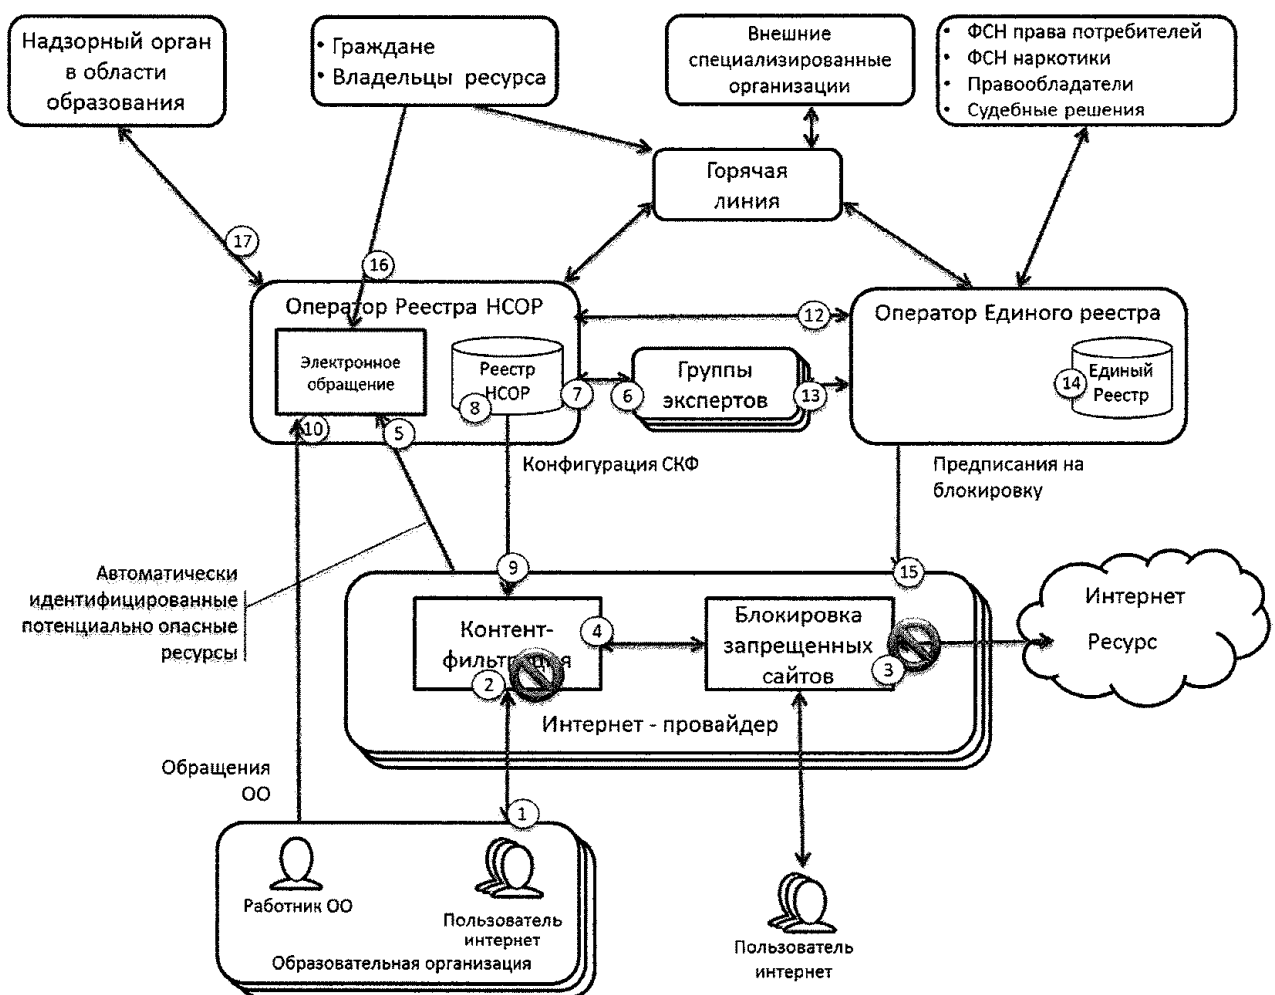 Надзорный орган
в области
образования
• Граждане
• Владельцы ресурса
Внешние
специализированные
организации
• ФСН права потребителей
• ФСН наркотики
• Правообладатели
• Судебные решения
Горячая
линия
17
16
Оператор Реестра НСОР
Электронное
обращение
Реестр
НСОР
8
7
6
Группы
экспертов
13
12
Оператор Единого реестра
14
Единый
Реестр
10
5
Конфигурация СКФ
Предписания на
блокировку
Автоматически
идентифицированные
потенциально опасные
ресурсы
9
15
Контент-
фильтрация
4
2
Блокировка
запрещенных
сайтов
3
Интернет
Ресурс
Интернет - провайдер
Обращения
ОО
1
Работник ОО
Пользователь
интернет
Образовательная организация
Пользователь
интернет